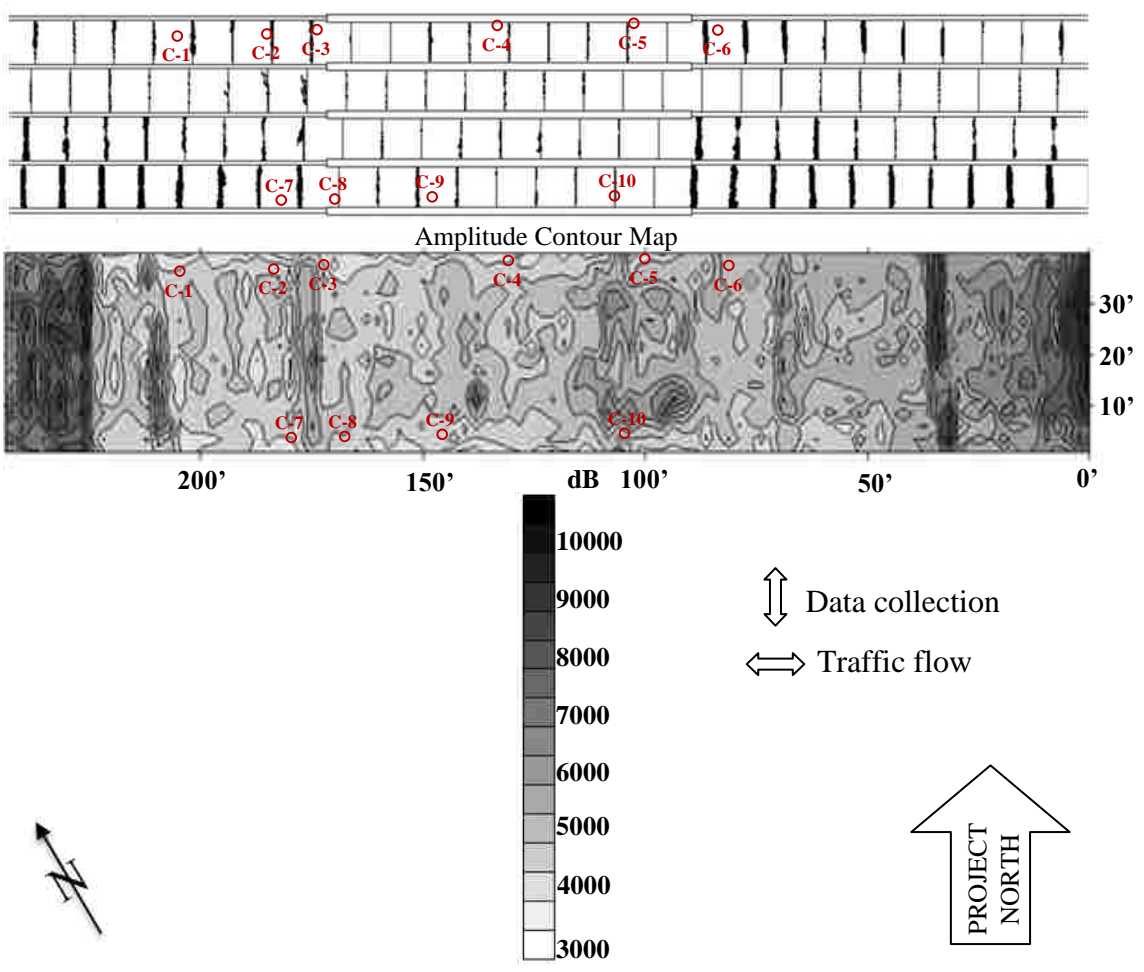 C-1
C-2
C-3
C-4
C-5
C-6
C-7
C-8
C-9
C-10
Amplitude Contour Map
C-1
C-2
C-3
C-4
C-5
C-6
30’
20’
10’
C-7
C-8
C-9
C-10
200’
150’
dB
100’
50’
0’
10000
9000
8000
7000
6000
5000
4000
3000
Data collection
Traffic flow
PROJECT
NORTH
N